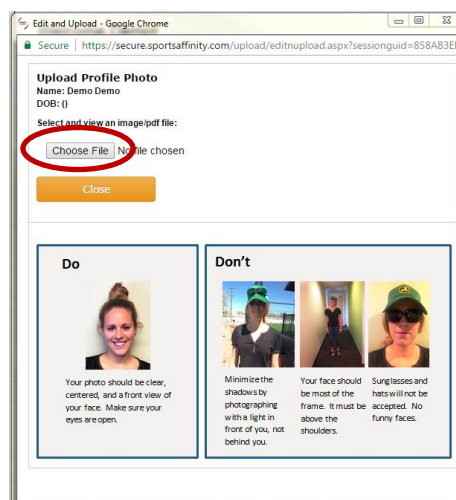 Edit and Upload - Google Chrome
Secure | https://secure.sportsaffinity.com/upload/editnupload.aspx?sessionguid=858AB3E
Upload Profile Photo
Name: Demo Demo
DOB: ()
Select and view an image/pdf file:
Choose File No file chosen
Close
Do
Your photo should be clear,
centered, and a front view of
your face. Make sure your
eyes are open.
Don't
Minimize the
shadows by
photographing
with a light in
front of you, not
behind you.
Your face should
be most of the
frame. It must be
above the
shoulders.
Sunglasses and
hats will not be
accepted. No
funny faces.